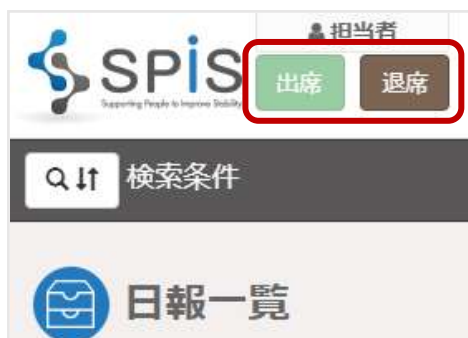 担当者
SPiS
Supporting People to Improve Stability
出席 退席
検索条件
日報一覧